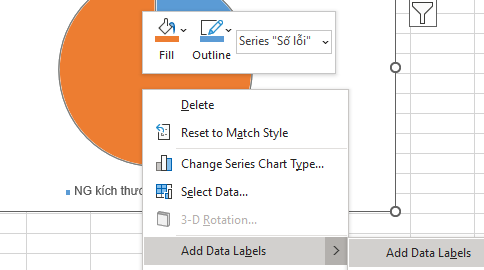 Fill
Outline
Series "Số lỗi"
Delete
Reset to Match Style
Change Series Chart Type...
Select Data...
3-D Rotation...
Add Data Labels
Add Data Labels
NG kích thư